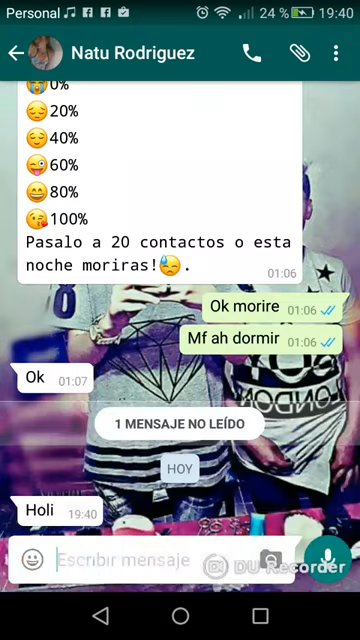 Personal 24 % 19:40
Natu Rodriguez
😭0%
😔20%
😌40%
😜60%
😄80%
😘100%
Pasalo a 20 contactos o esta
noche moriras!😓.
01:06
Ok morire 01:06
Mf ah dormir 01:06
Ok 01:07
1 MENSAJE NO LEÍDO
HOY
Holi 19:40
Escribir mensaje
DU Recorder
LONDON